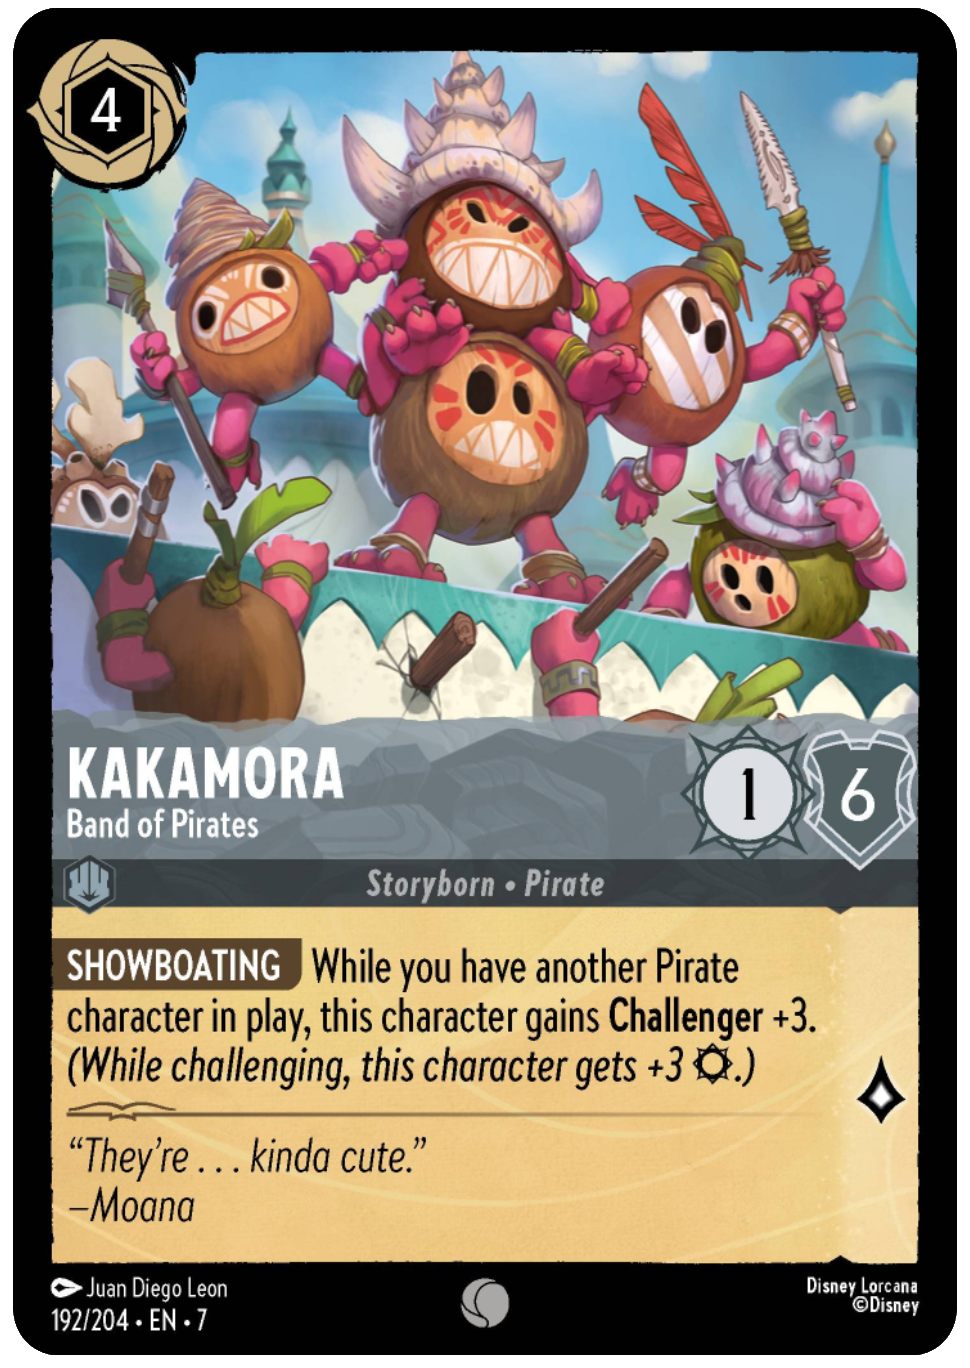 4
KAKAMORA
Band of Pirates
1
6
Storyborn • Pirate
SHOWBOATING While you have another Pirate
character in play, this character gains Challenger +3.
(While challenging, this character gets +3 .)
“They’re . . . kinda cute.”
–Moana
Juan Diego Leon
192/204 • EN • 7
Disney Lorcana
©Disney